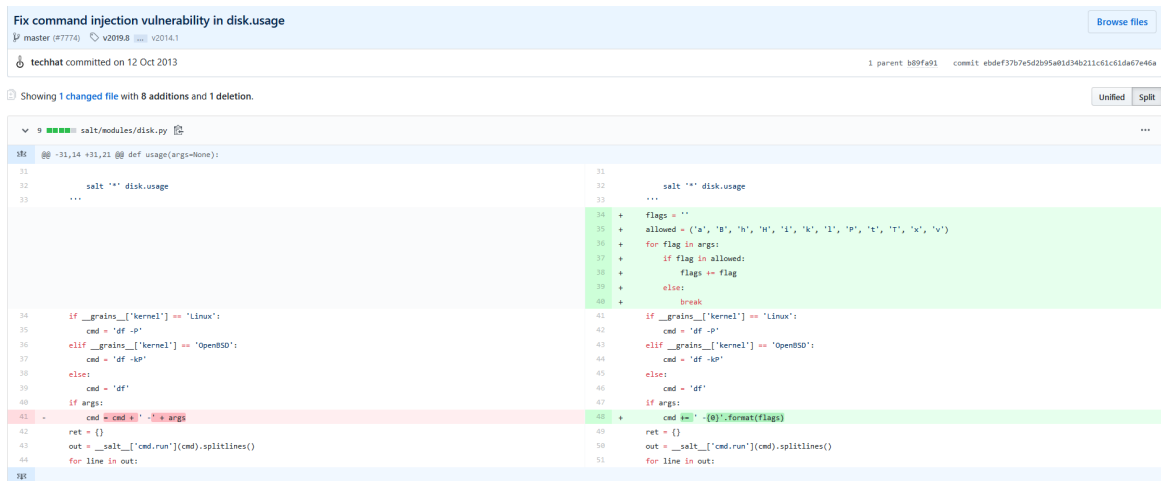 Fix command injection vulnerability in disk.usage
Browse files
master (#7774) v2019.8 ... v2014.1
techhat committed on 12 Oct 2013
1 parent b89fa91 commit ebdef37b7e5d2b95a01d34b211c61c61da67e46a
Showing 1 changed file with 8 additions and 1 deletion.
Unified Split
9 salt/modules/disk.py
...
@@ -31,14 +31,21 @@ def usage(args=None):
31
32 salt '*' disk.usage
33 '''
34 if __grains__['kernel'] == 'Linux':
35 cmd = 'df -P'
36 elif __grains__['kernel'] == 'OpenBSD':
37 cmd = 'df -kP'
38 else:
39 cmd = 'df'
40 if args:
41 - cmd = cmd + ' -' + args
42 ret = {}
43 out = __salt__['cmd.run'](cmd).splitlines()
44 for line in out:
31
32 salt '*' disk.usage
33 '''
34 + flags = ''
35 + allowed = ('a', 'B', 'h', 'H', 'i', 'k', 'l', 'P', 't', 'T', 'x', 'v')
36 + for flag in args:
37 + if flag in allowed:
38 + flags += flag
39 + else:
40 + break
41 if __grains__['kernel'] == 'Linux':
42 cmd = 'df -P'
43 elif __grains__['kernel'] == 'OpenBSD':
44 cmd = 'df -kP'
45 else:
46 cmd = 'df'
47 if args:
48 + cmd += ' -{0}'.format(flags)
49 ret = {}
50 out = __salt__['cmd.run'](cmd).splitlines()
51 for line in out: